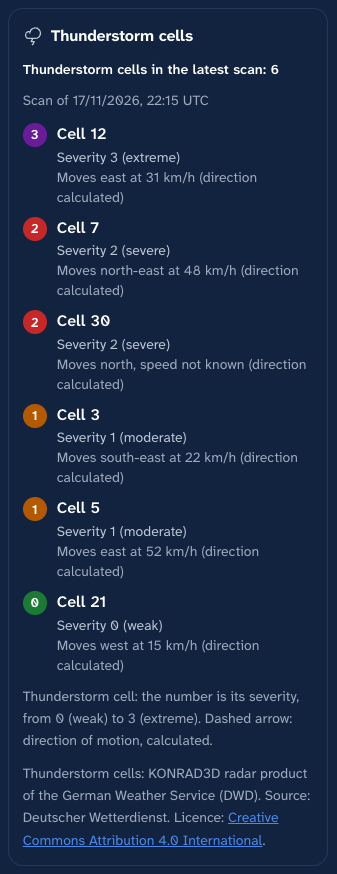 Thunderstorm cells
Thunderstorm cells in the latest scan: 6
Scan of 17/11/2026, 22:15 UTC
3 Cell 12
Severity 3 (extreme)
Moves east at 31 km/h (direction
calculated)
2 Cell 7
Severity 2 (severe)
Moves north-east at 48 km/h (direction
calculated)
2 Cell 30
Severity 2 (severe)
Moves north, speed not known (direction
calculated)
1 Cell 3
Severity 1 (moderate)
Moves south-east at 22 km/h (direction
calculated)
1 Cell 5
Severity 1 (moderate)
Moves east at 52 km/h (direction
calculated)
0 Cell 21
Severity 0 (weak)
Moves west at 15 km/h (direction
calculated)
Thunderstorm cell: the number is its severity,
from 0 (weak) to 3 (extreme). Dashed arrow:
direction of motion, calculated.
Thunderstorm cells: KONRAD3D radar product
of the German Weather Service (DWD). Source:
Deutscher Wetterdienst. Licence: Creative
Commons Attribution 4.0 International.